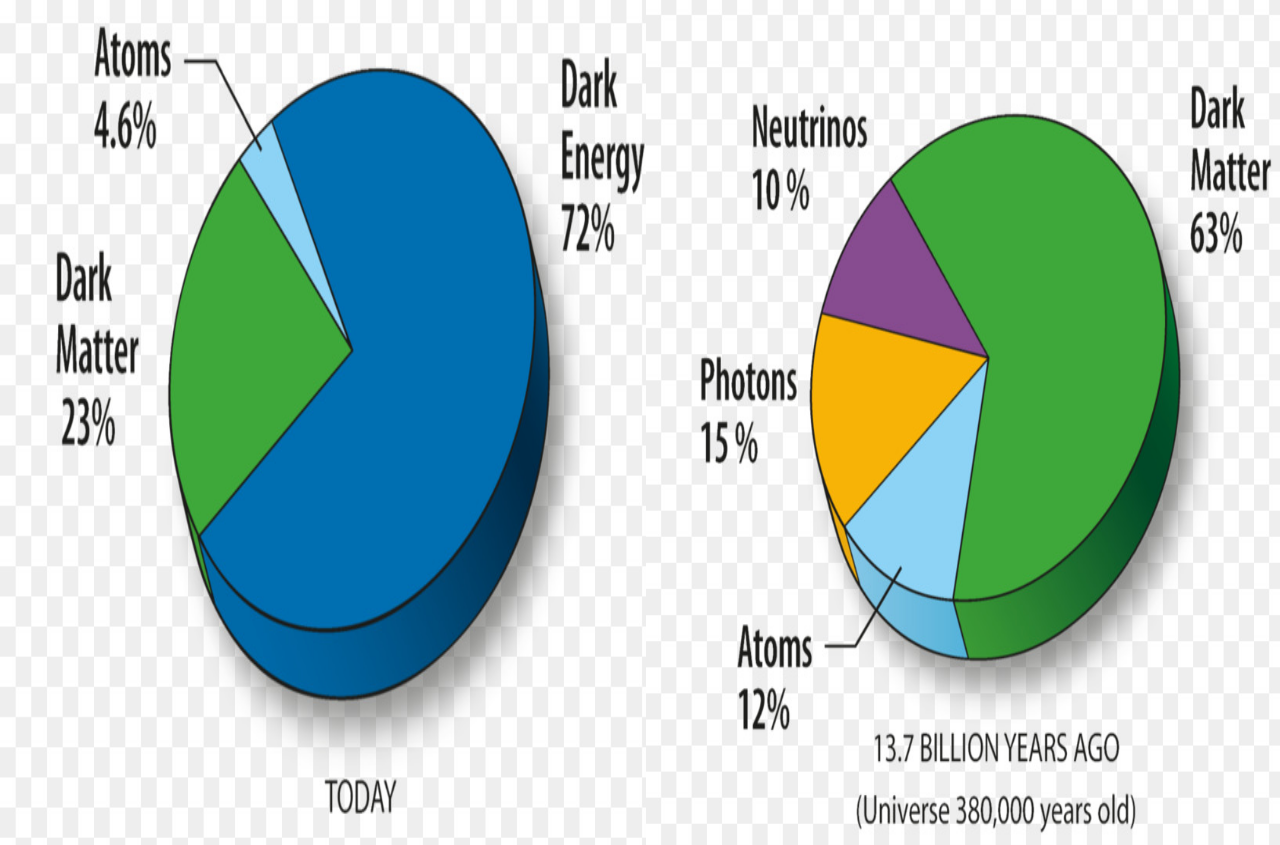 Atoms
4.6%
Dark
Energy
72%
Dark
Matter
23%
TODAY
Neutrinos
10 %
Dark
Matter
63%
Photons
15 %
Atoms
12%
13.7 BILLION YEARS AGO
(Universe 380,000 years old)